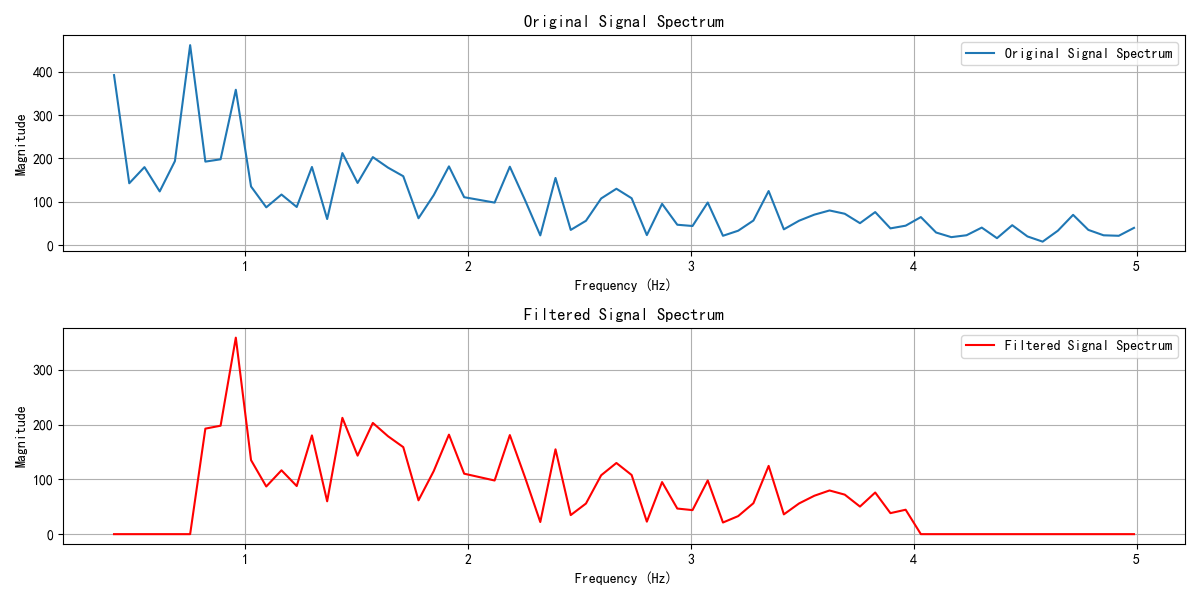 Original Signal Spectrum
Original Signal Spectrum
Magnitude
400
300
200
100
0
1 2 3 4 5
Frequency (Hz)
Filtered Signal Spectrum
Filtered Signal Spectrum
Magnitude
300
200
100
0
1 2 3 4 5
Frequency (Hz)